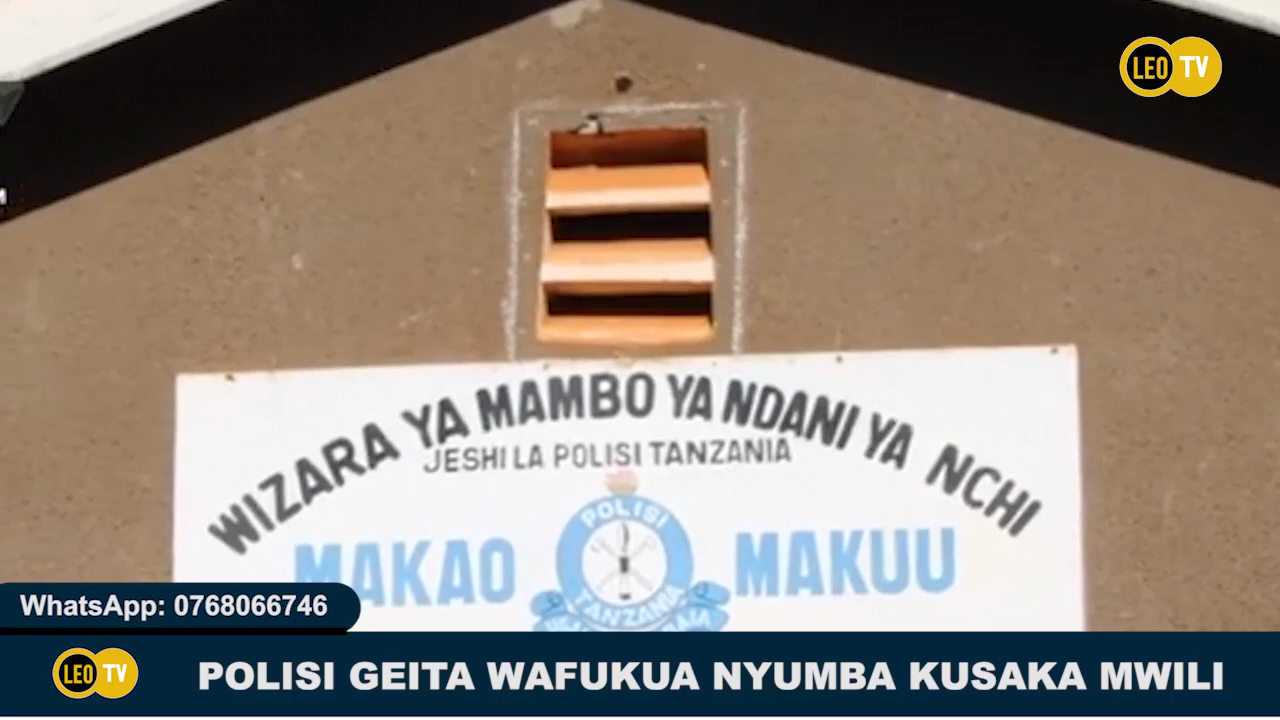 LEO TV
WIZARA YA MAMBO YA NDANI YA NCHI
JESHI LA POLISI TANZANIA
MAKAO MAKUU
POLISI
TANZANIA
WhatsApp: 0768066746
LEO TV
POLISI GEITA WAFUKUA NYUMBA KUSAKA MWILI